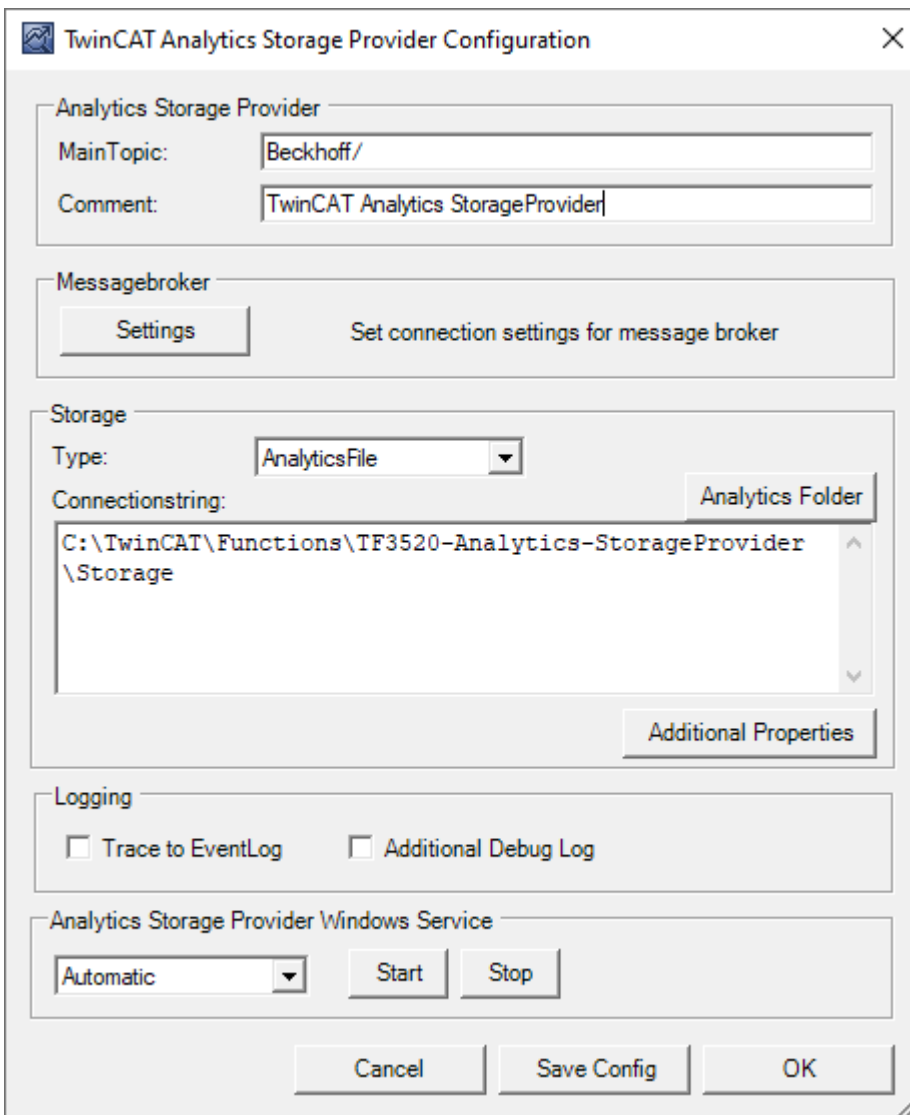 TwinCAT Analytics Storage Provider Configuration
Analytics Storage Provider
MainTopic: Beckhoff/
Comment: TwinCAT Analytics StorageProvider
Messagebroker
Settings Set connection settings for message broker
Storage
Type: AnalyticsFile
Connectionstring: Analytics Folder
C:\TwinCAT\Functions\TF3520-Analytics-StorageProvider
\Storage
Additional Properties
Logging
Trace to EventLog Additional Debug Log
Analytics Storage Provider Windows Service
Automatic Start Stop
Cancel Save Config OK